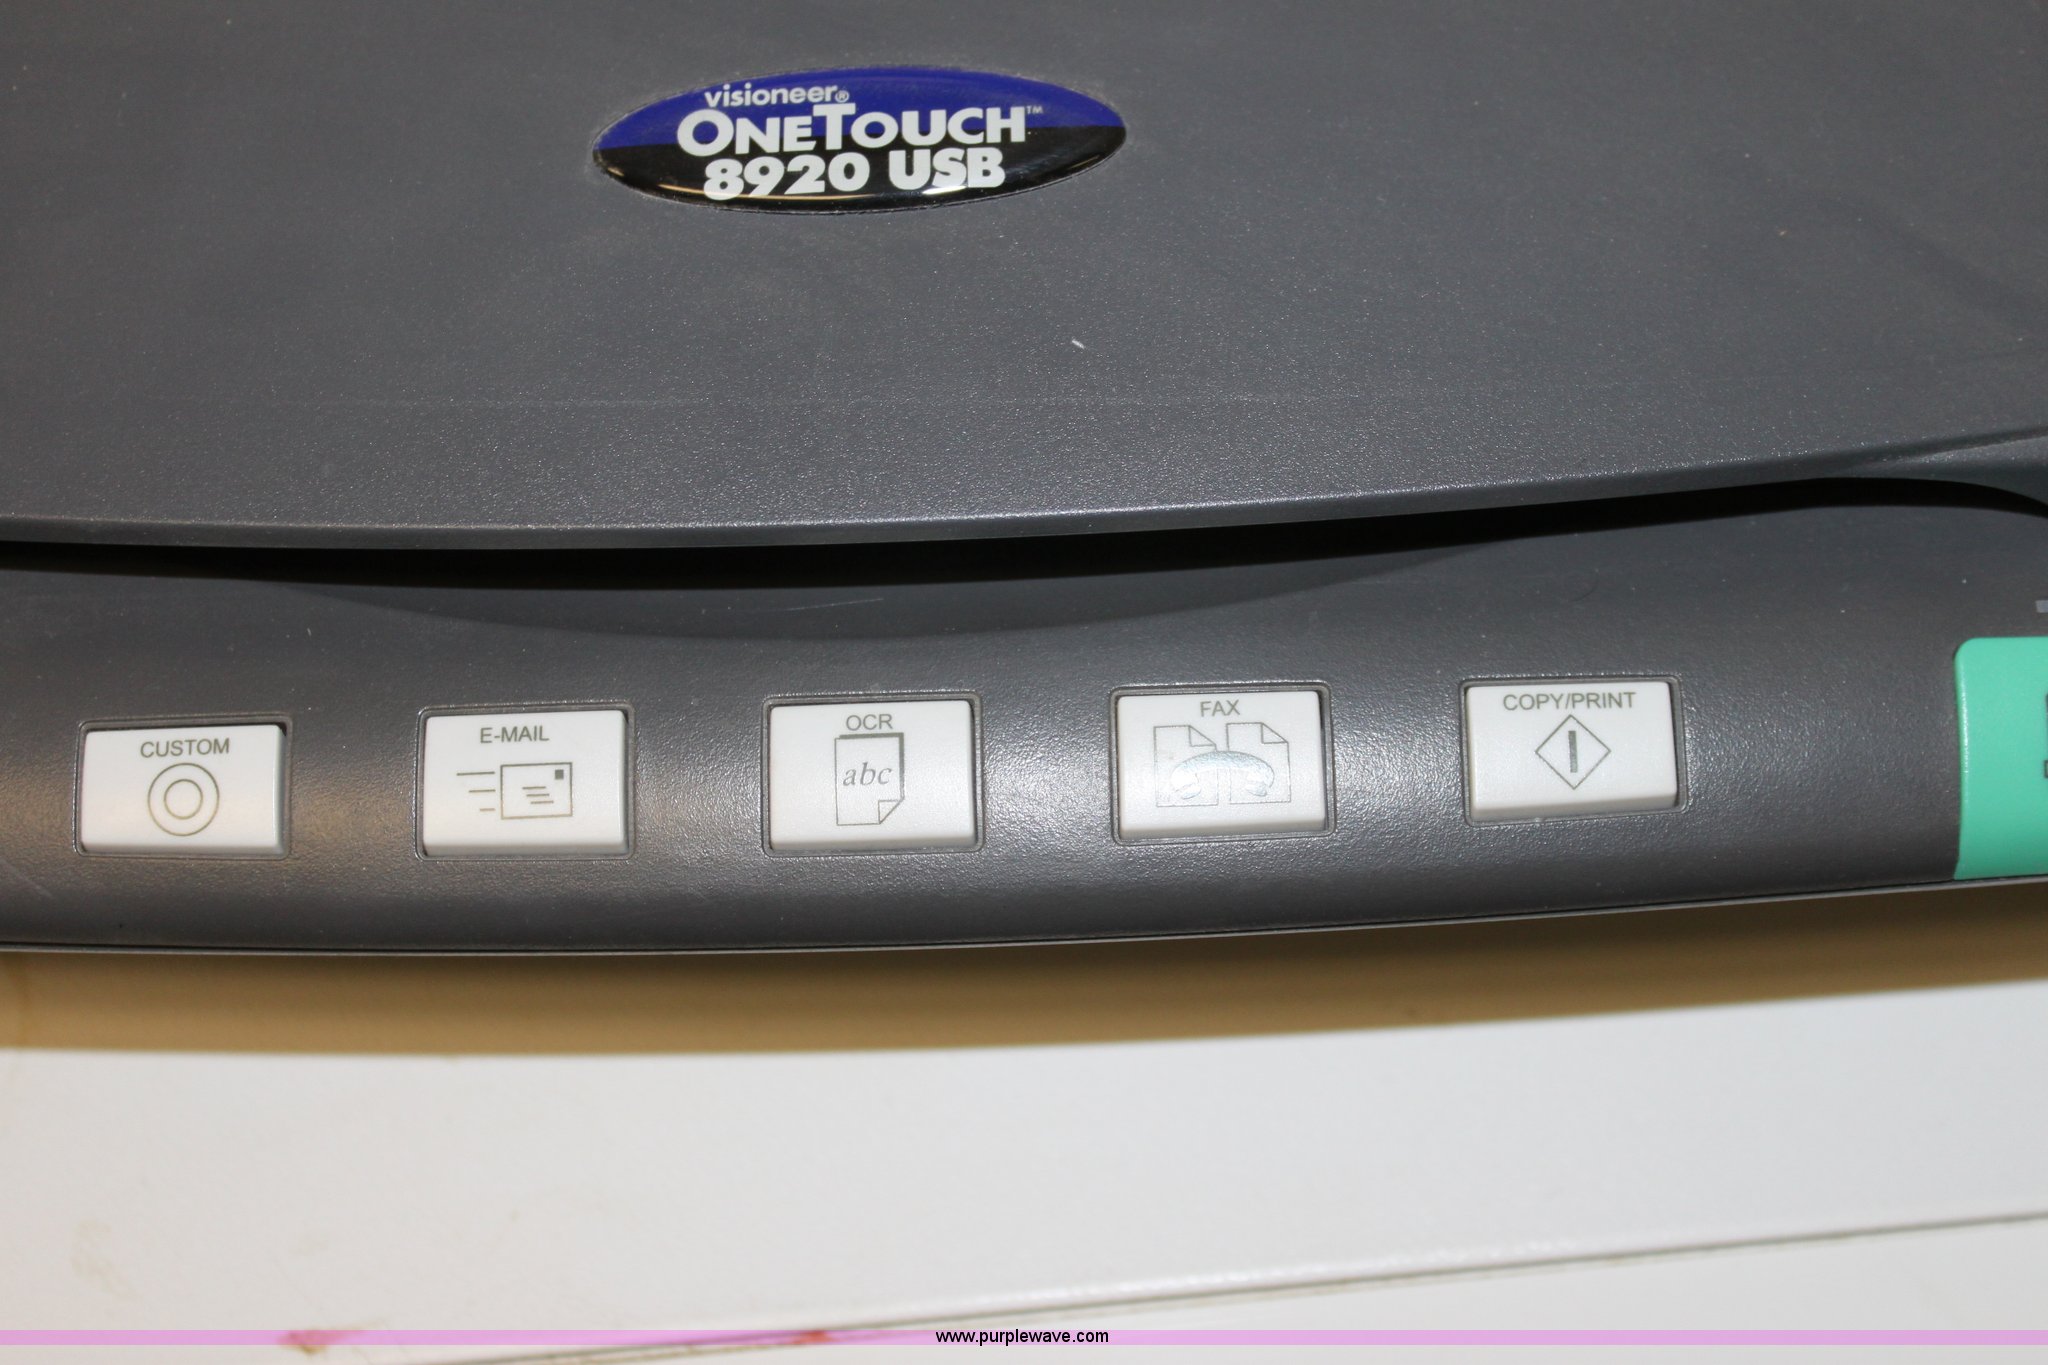 visioneer®
ONETOUCH™
8920 USB
CUSTOM
E-MAIL
OCR
abc
FAX
COPY/PRINT
www.purplewave.com